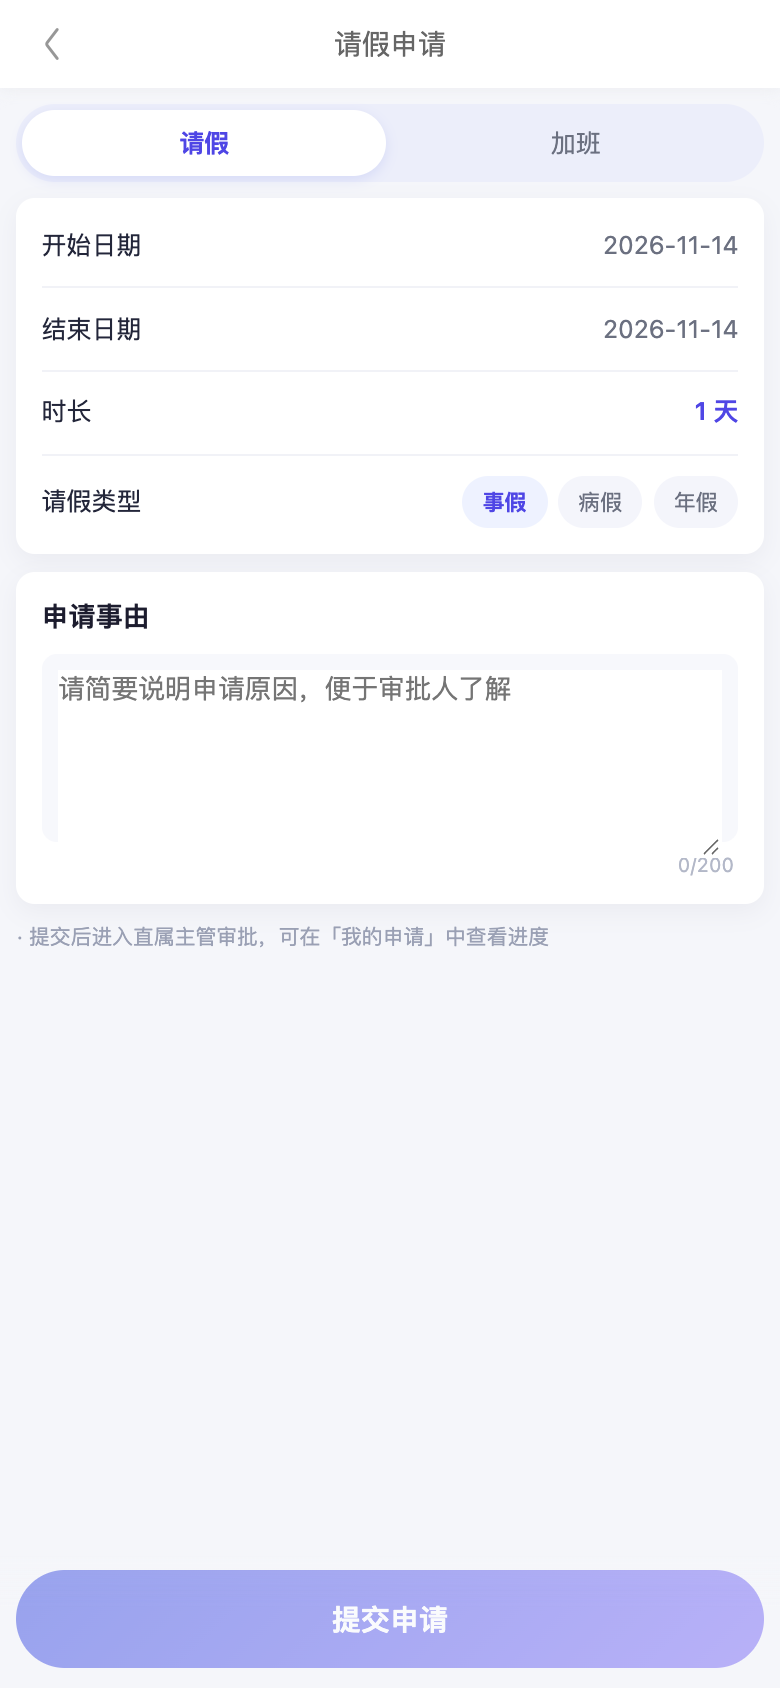 请假申请
请假 加班
开始日期 2026-11-14
结束日期 2026-11-14
时长 1 天
请假类型 事假 病假 年假
申请事由
请简要说明申请原因，便于审批人了解
0/200
· 提交后进入直属主管审批，可在「我的申请」中查看进度
提交申请